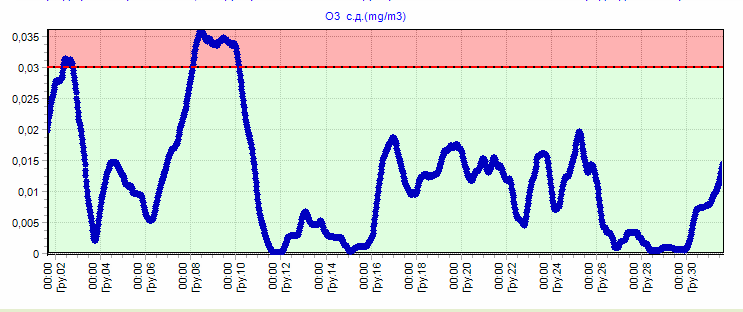 O3 с.д.(mg/m3)
0,035
0,03
0,025
0,02
0,015
0,01
0,005
0
00:00 Гру.02
00:00 Гру.04
00:00 Гру.06
00:00 Гру.08
00:00 Гру.10
00:00 Гру.12
00:00 Гру.14
00:00 Гру.16
00:00 Гру.18
00:00 Гру.20
00:00 Гру.22
00:00 Гру.24
00:00 Гру.26
00:00 Гру.28
00:00 Гру.30